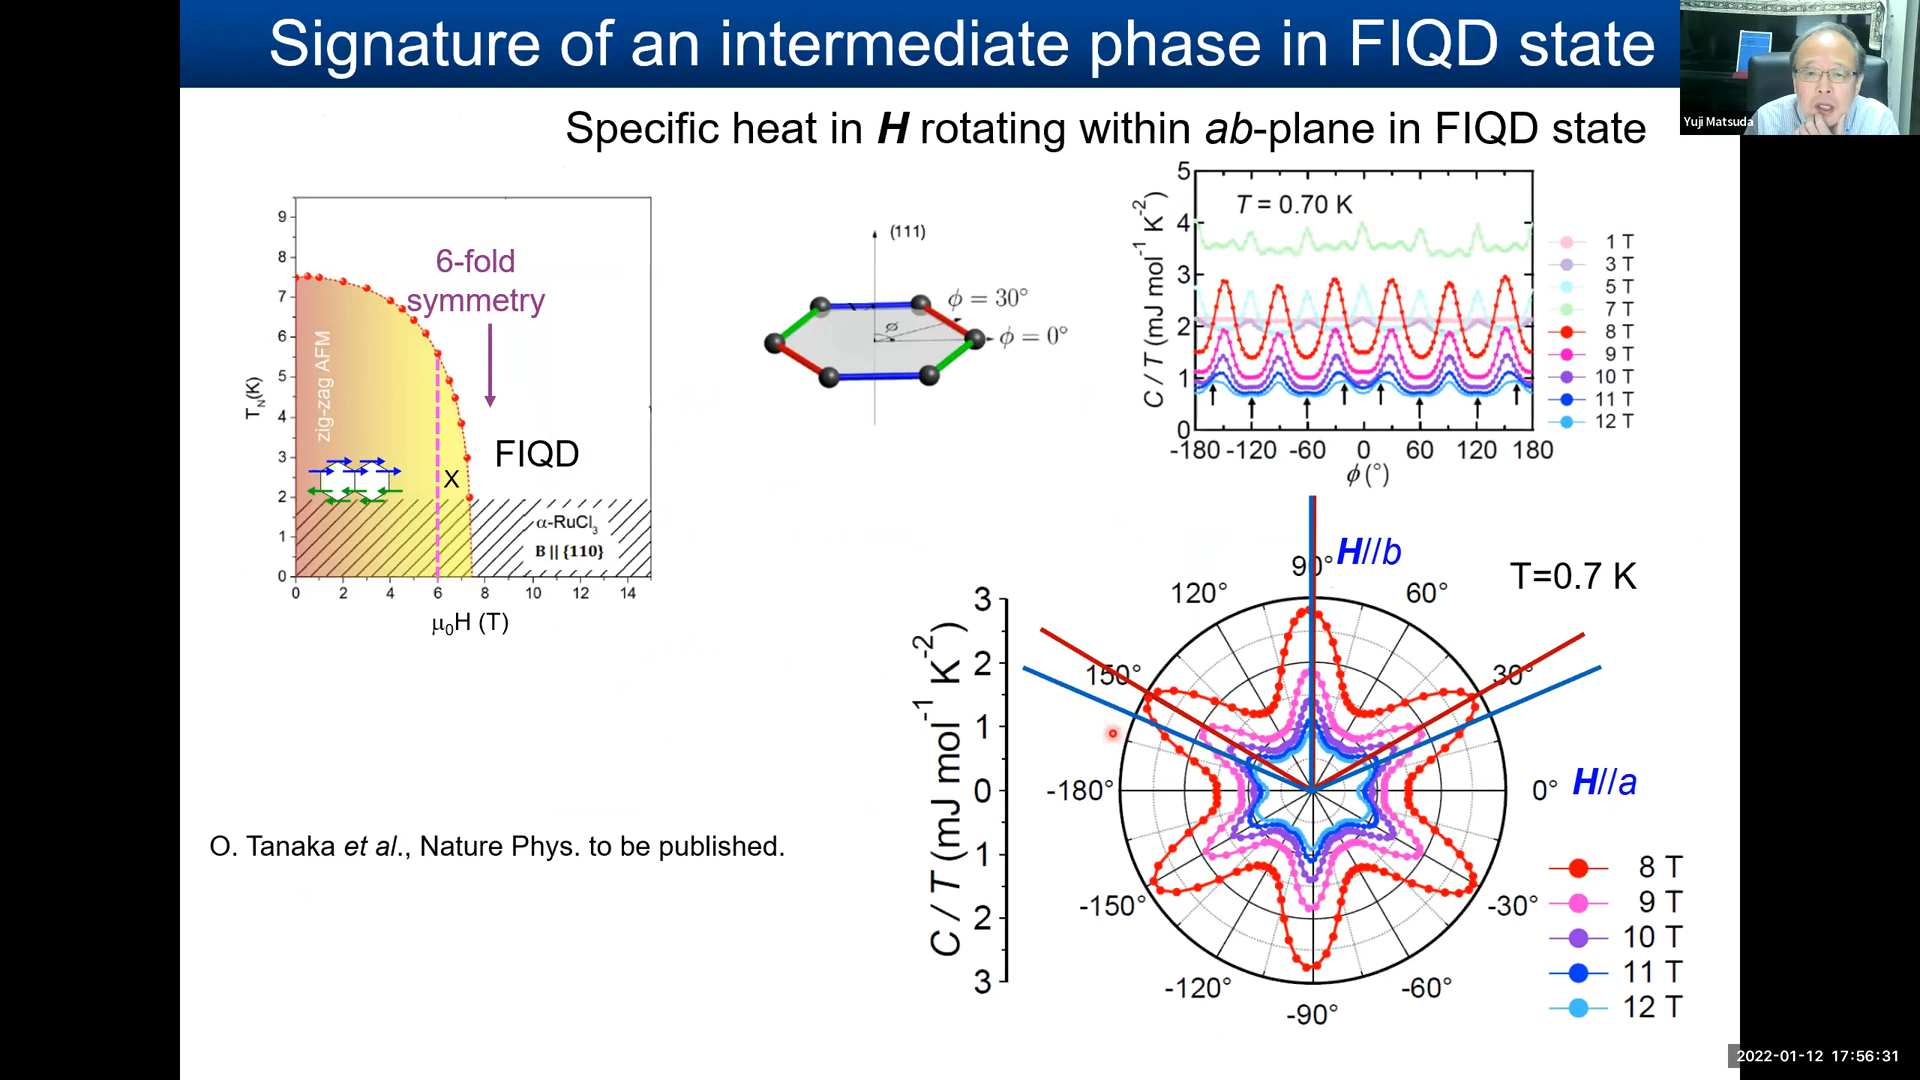 Signature of an intermediate phase in FIQD state
Yuji Matsuda
Specific heat in H rotating within ab-plane in FIQD state
9
8
7
6
5
4
3
2
1
0
T_N(K)
zig-zag AFM
6-fold
symmetry
FIQD
X
α-RuCl₃
B || {110}
0 2 4 6 8 10 12 14
μ₀H (T)
(111)
ϕ = 30°
ø
ϕ = 0°
5
4
3
2
1
0
C / T (mJ mol⁻¹ K⁻²)
T = 0.70 K
-180 -120 -60 0 60 120 180
ϕ (°)
1 T
3 T
5 T
7 T
8 T
9 T
10 T
11 T
12 T
H//b
T=0.7 K
90°
120°
60°
150°
30°
-180°
0°
H//a
-150°
-30°
-120°
-60°
-90°
3
2
1
0
1
2
3
C / T (mJ mol⁻¹ K⁻²)
8 T
9 T
10 T
11 T
12 T
O. Tanaka et al., Nature Phys. to be published.
2022-01-12 17:56:31